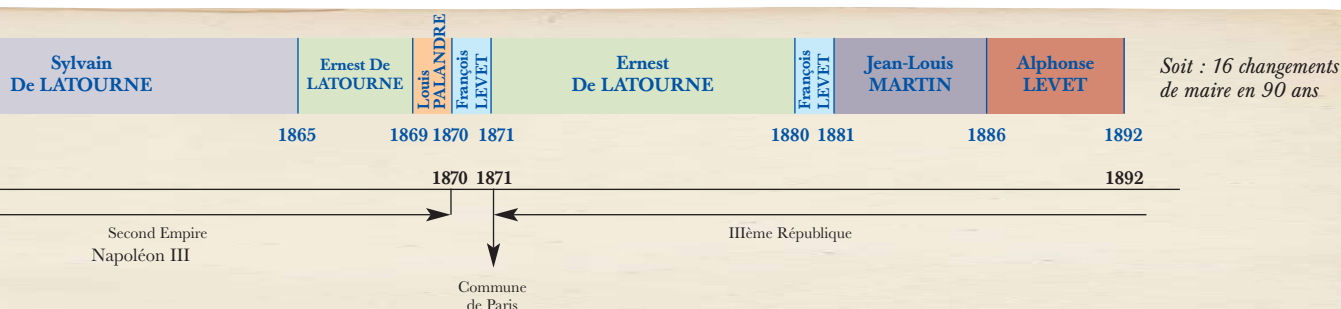 Sylvain
De LATOURNE
Ernest De
LATOURNE
Louis
PALANDRE
François
LEVET
Ernest
De LATOURNE
François
LEVET
Jean-Louis
MARTIN
Alphonse
LEVET
Soit : 16 changements
de maire en 90 ans
1865 1869 1870 1871 1880 1881 1886 1892
1870 1871 1892
Second Empire
Napoléon III
IIIème République
Commune
de Paris